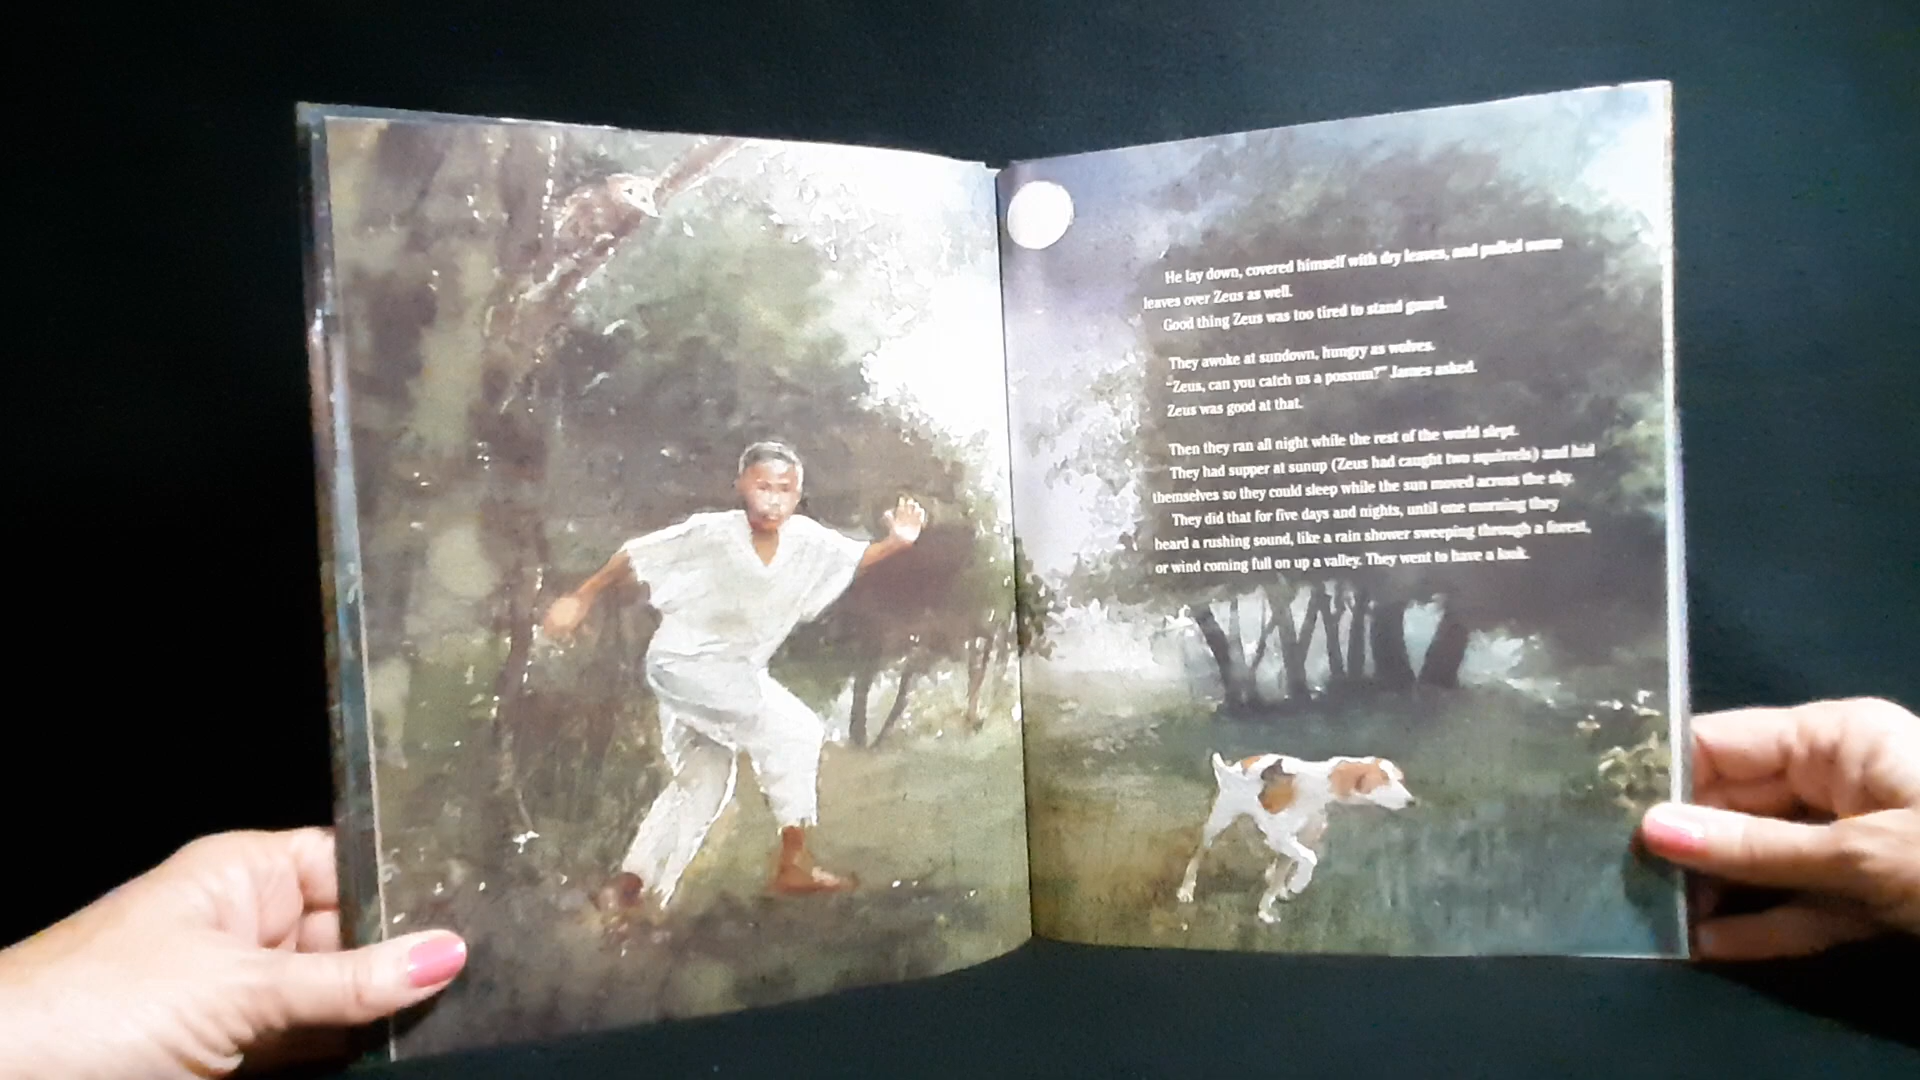 He lay down, covered himself with dry leaves, and pulled some
leaves over Zeus as well.
Good thing Zeus was too tired to stand guard.
They awoke at sundown, hungry as wolves.
"Zeus, can you catch us a possum?" James asked.
Zeus was good at that.
Then they ran all night while the rest of the world slept.
They had supper at sunup (Zeus had caught two squirrels) and hid
themselves so they could sleep while the sun moved across the sky.
They did that for five days and nights, until one morning they
heard a rushing sound, like a rain shower sweeping through a forest,
or wind coming full on up a valley. They went to have a look.